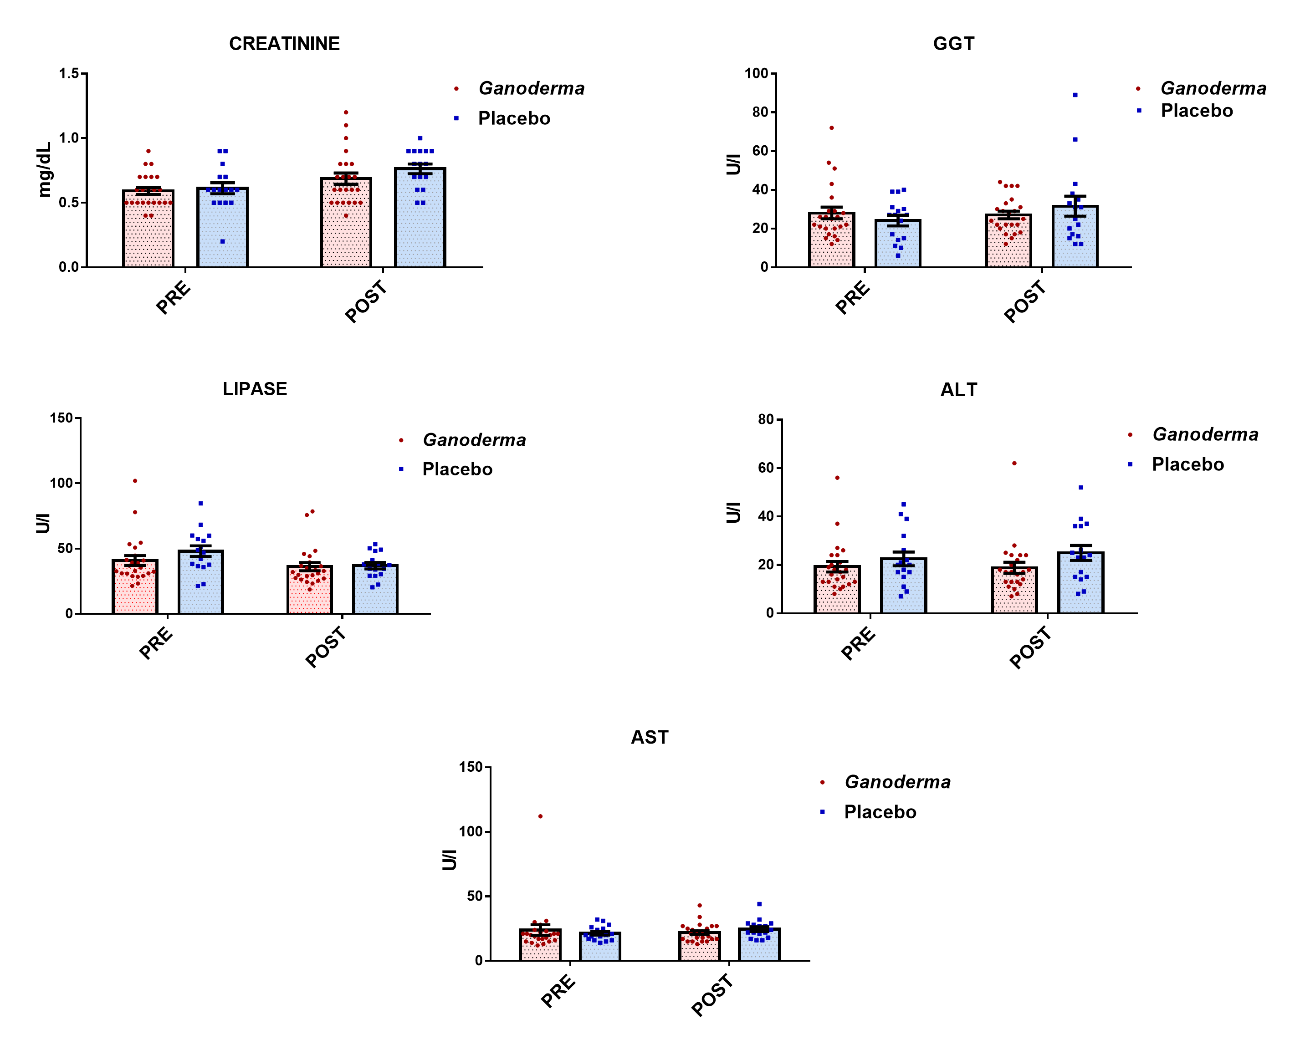 CREATININE
1.5
1.0
0.5
0.0
mg/dL
PRE
POST
Ganoderma
Placebo
GGT
100
80
60
40
20
0
U/I
PRE
POST
Ganoderma
Placebo
LIPASE
150
100
50
0
U/I
PRE
POST
Ganoderma
Placebo
ALT
80
60
40
20
0
U/I
PRE
POST
Ganoderma
Placebo
AST
150
100
50
0
U/I
PRE
POST
Ganoderma
Placebo